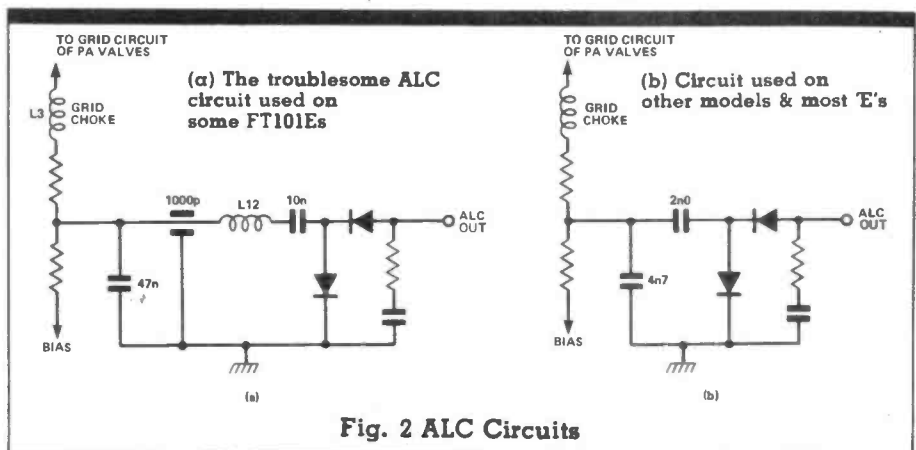 TO GRID CIRCUIT
OF PA VALVES
(α) The troublesome ALC
circuit used on
some FT101Es
L3
GRID
CHOKE
1000p
L12
10n
ALC
OUT
47n
BIAS
(a)
TO GRID CIRCUIT
OF PA VALVES
(b) Circuit used on
other models & most 'E's
GRID
CHOKE
2n0
ALC
OUT
4n7
BIAS
(b)
Fig. 2 ALC Circuits